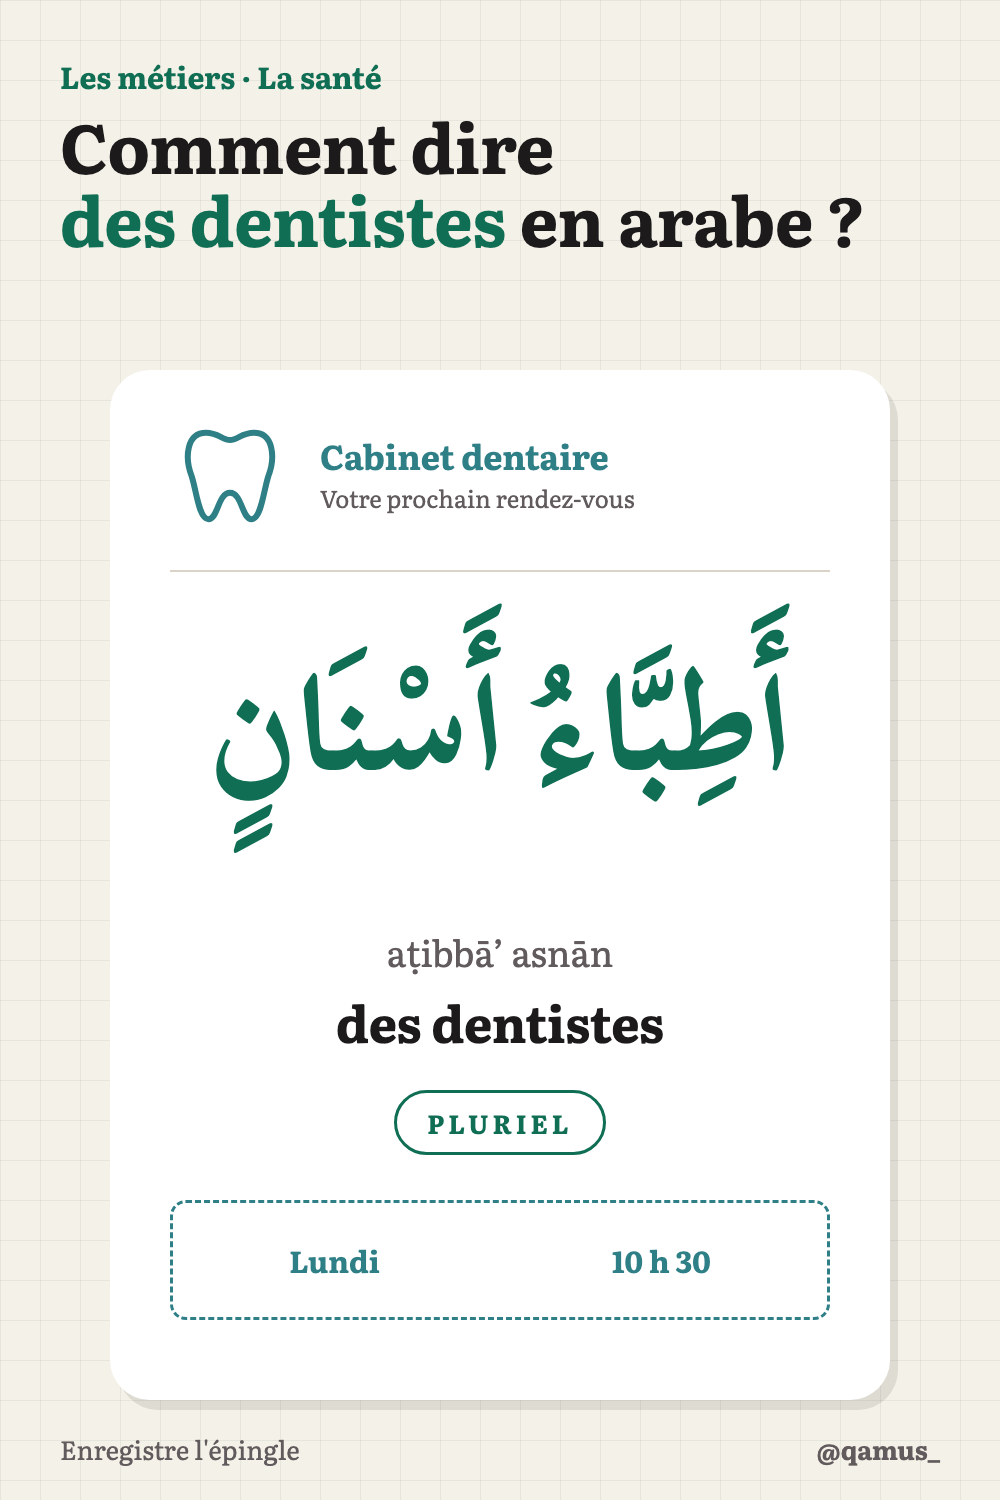 Les métiers · La santé
Comment dire
des dentistes en arabe ?
Cabinet dentaire
Votre prochain rendez-vous
أَطِبَّاءُ أَسْنَانٍ
aṭibbā’ asnān
des dentistes
PLURIEL
Lundi 10 h 30
Enregistre l'épingle @qamus_